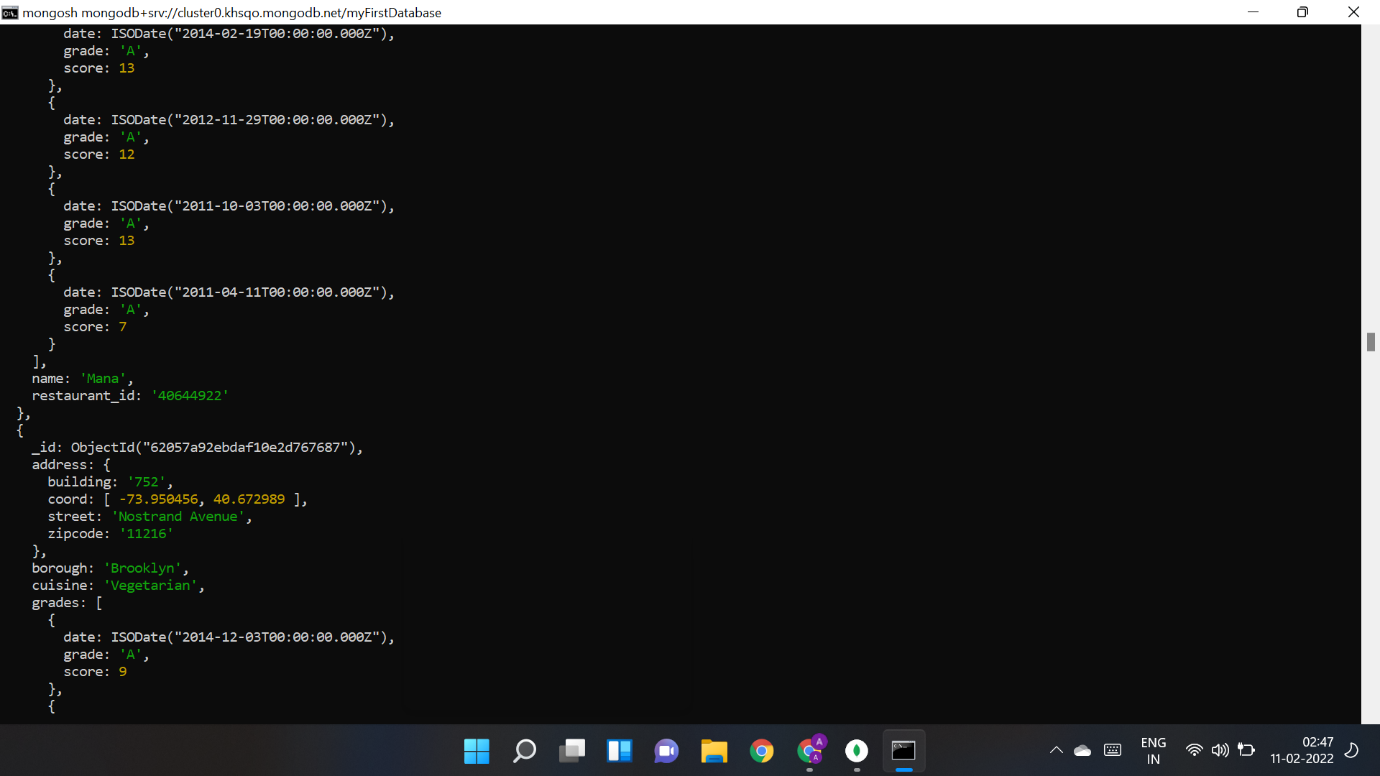 mongosh mongodb+srv://cluster0.khsqo.mongodb.net/myFirstDatabase
date: ISODate("2014-02-19T00:00:00.000Z"),
grade: 'A',
score: 13
},
{
date: ISODate("2012-11-29T00:00:00.000Z"),
grade: 'A',
score: 12
},
{
date: ISODate("2011-10-03T00:00:00.000Z"),
grade: 'A',
score: 13
},
{
date: ISODate("2011-04-11T00:00:00.000Z"),
grade: 'A',
score: 7
}
],
name: 'Mana',
restaurant_id: '40644922'
},
{
_id: ObjectId("62057a92ebdaf10e2d767687"),
address: {
building: '752',
coord: [ -73.950456, 40.672989 ],
street: 'Nostrand Avenue',
zipcode: '11216'
},
borough: 'Brooklyn',
cuisine: 'Vegetarian',
grades: [
{
date: ISODate("2014-12-03T00:00:00.000Z"),
grade: 'A',
score: 9
},
{
A
A
ENG
IN
02:47
11-02-2022